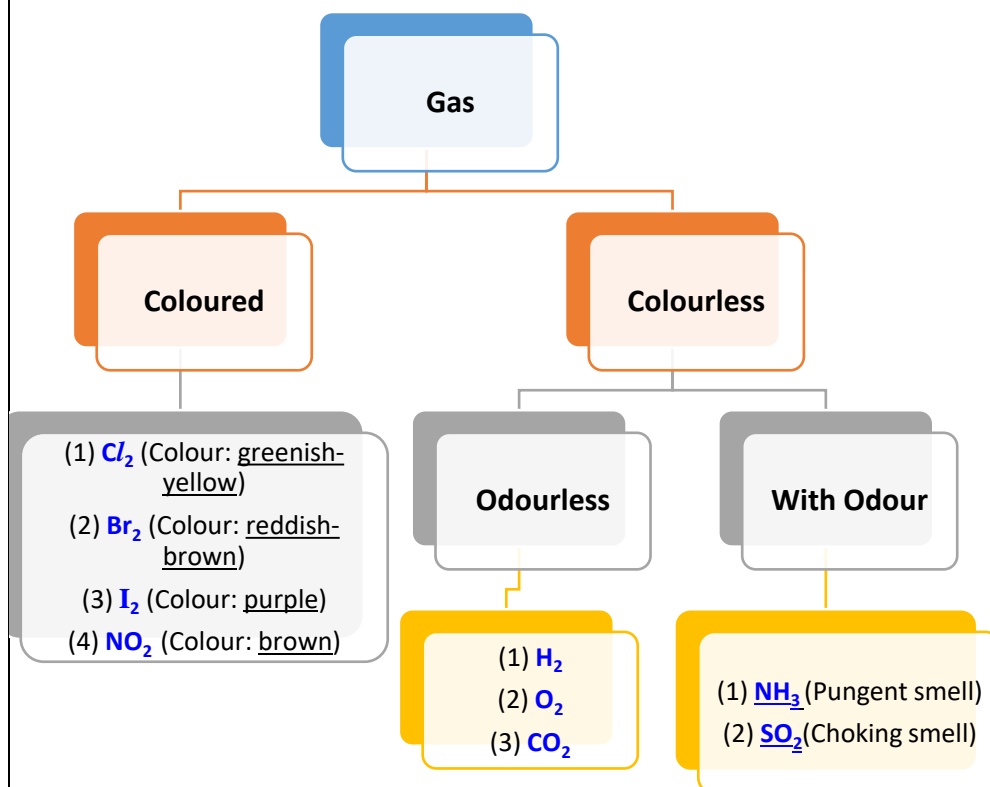 Gas
Coloured
Colourless
(1) Cl₂ (Colour: greenish-
yellow)
(2) Br₂ (Colour: reddish-
brown)
(3) I₂ (Colour: purple)
(4) NO₂ (Colour: brown)
Odourless
With Odour
(1) H₂
(2) O₂
(3) CO₂
(1) NH₃ (Pungent smell)
(2) SO₂(Choking smell)